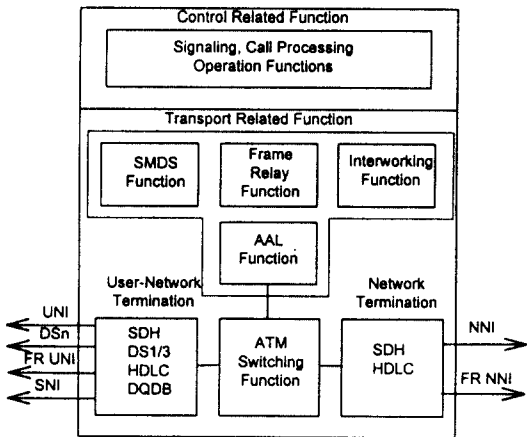 Control Related Function
Signaling, Call Processing
Operation Functions
Transport Related Function
SMDS
Function
Frame
Relay
Function
Interworking
Function
AAL
Function
User-Network
Termination
Network
Termination
UNI
DSn
FR UNI
SNI
SDH
DS1/3
HDLC
DQDB
ATM
Switching
Function
SDH
HDLC
NNI
FR NNI